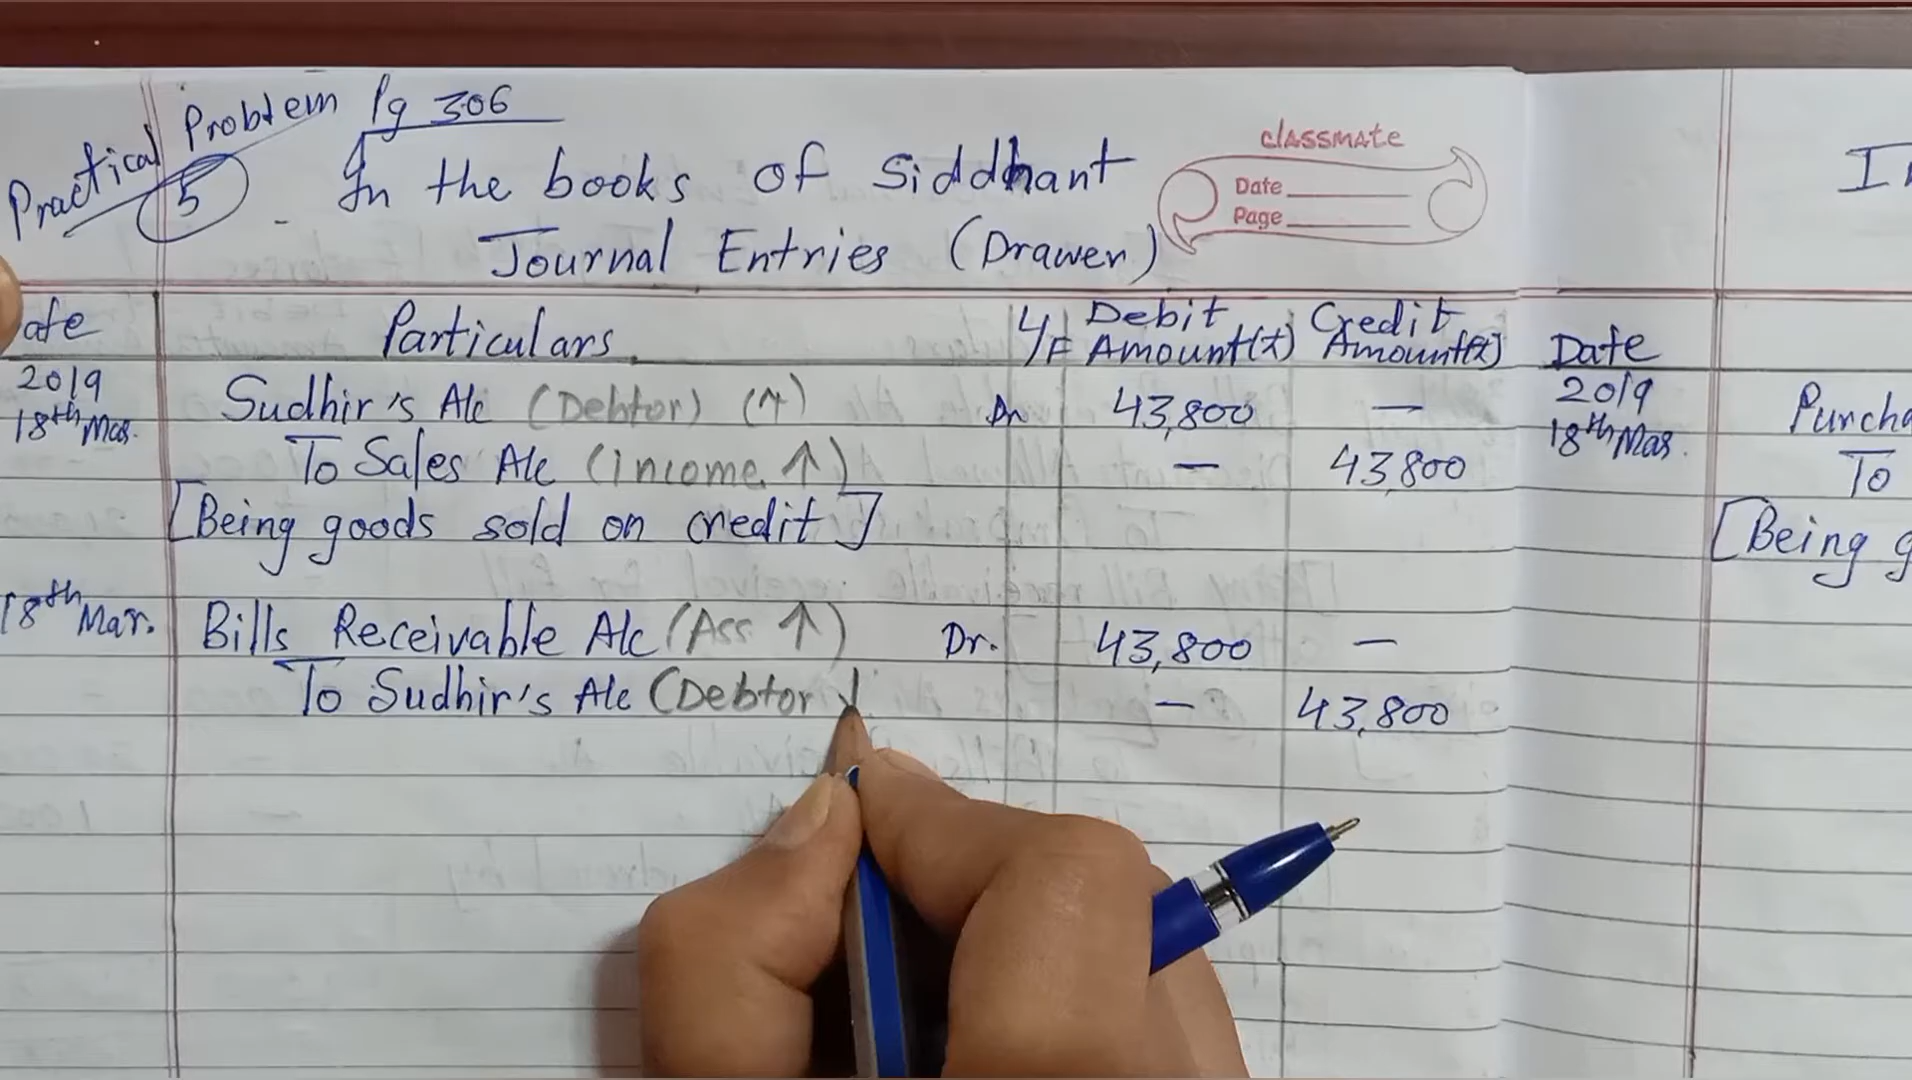 Practical Problem Pg 306
5
In the books of Siddhant
Journal Entries (Drawer)
classmate
Date
Page
ate Particulars L/F Debit Amount(₹) Credit Amount(₹)
2019
18th Mar. Sudhir's A/c (Debtor) (↑) Dr 43,800 —
To Sales A/c (income ↑) — 43,800
[Being goods sold on credit]
18th Mar. Bills Receivable A/c (Ass ↑) Dr. 43,800 —
To Sudhir's A/c (Debtor — 43,800
Date
2019
18th Mar. Purcha
To
[Being g